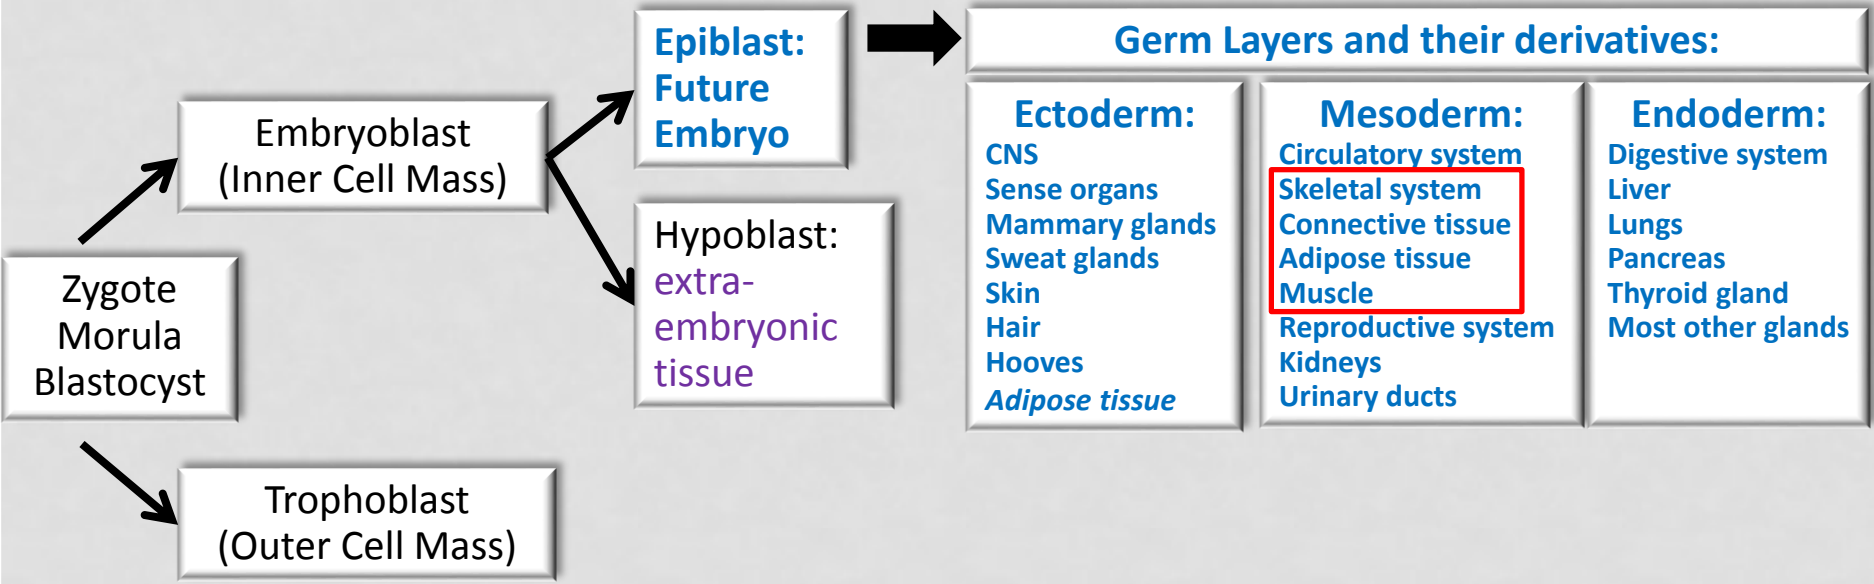 Zygote
Morula
Blastocyst
Embryoblast
(Inner Cell Mass)
Trophoblast
(Outer Cell Mass)
Epiblast:
Future
Embryo
Hypoblast:
extra-
embryonic
tissue
Germ Layers and their derivatives:
Ectoderm:
CNS
Sense organs
Mammary glands
Sweat glands
Skin
Hair
Hooves
Adipose tissue
Mesoderm:
Circulatory system
Skeletal system
Connective tissue
Adipose tissue
Muscle
Reproductive system
Kidneys
Urinary ducts
Endoderm:
Digestive system
Liver
Lungs
Pancreas
Thyroid gland
Most other glands